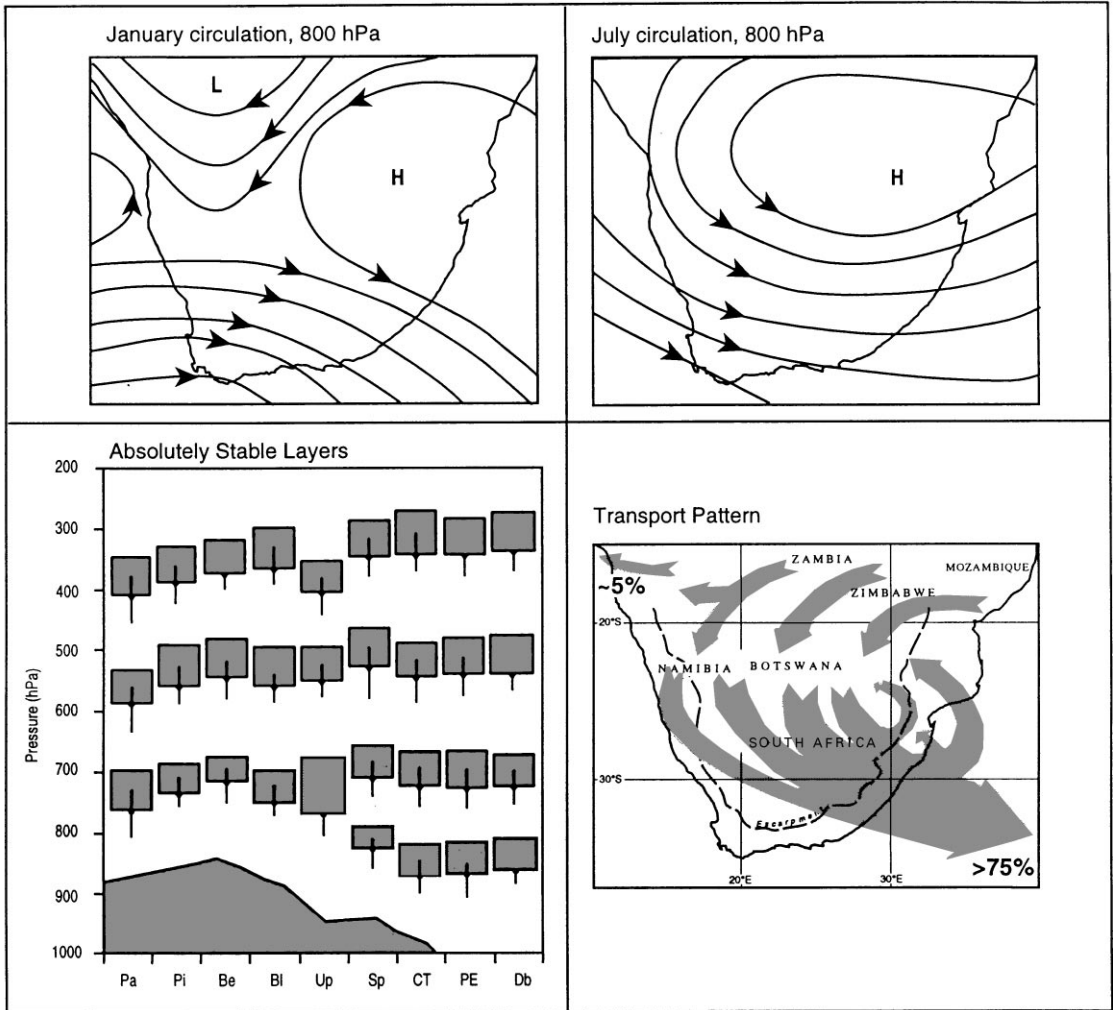 January circulation, 800 hPa
L
H
July circulation, 800 hPa
H
Absolutely Stable Layers
200
300
400
500
600
700
800
900
1000
Pressure (hPa)
Pa Pi Be Bl Up Sp CT PE Db
Transport Pattern
ZAMBIA
MOZAMBIQUE
~5%
ZIMBABWE
20°S
NAMIBIA BOTSWANA
SOUTH AFRICA
30°S
20°E
30°E
>75%